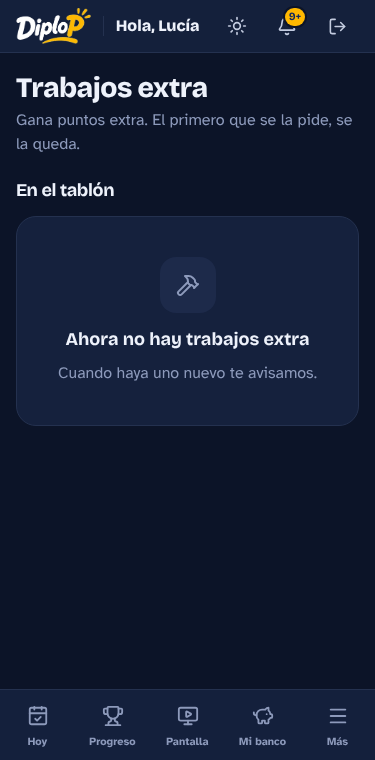 DiploP
Hola, Lucía
9+
Trabajos extra
Gana puntos extra. El primero que se la pide, se
la queda.
En el tablón
Ahora no hay trabajos extra
Cuando haya uno nuevo te avisamos.
Hoy
Progreso
Pantalla
Mi banco
Más